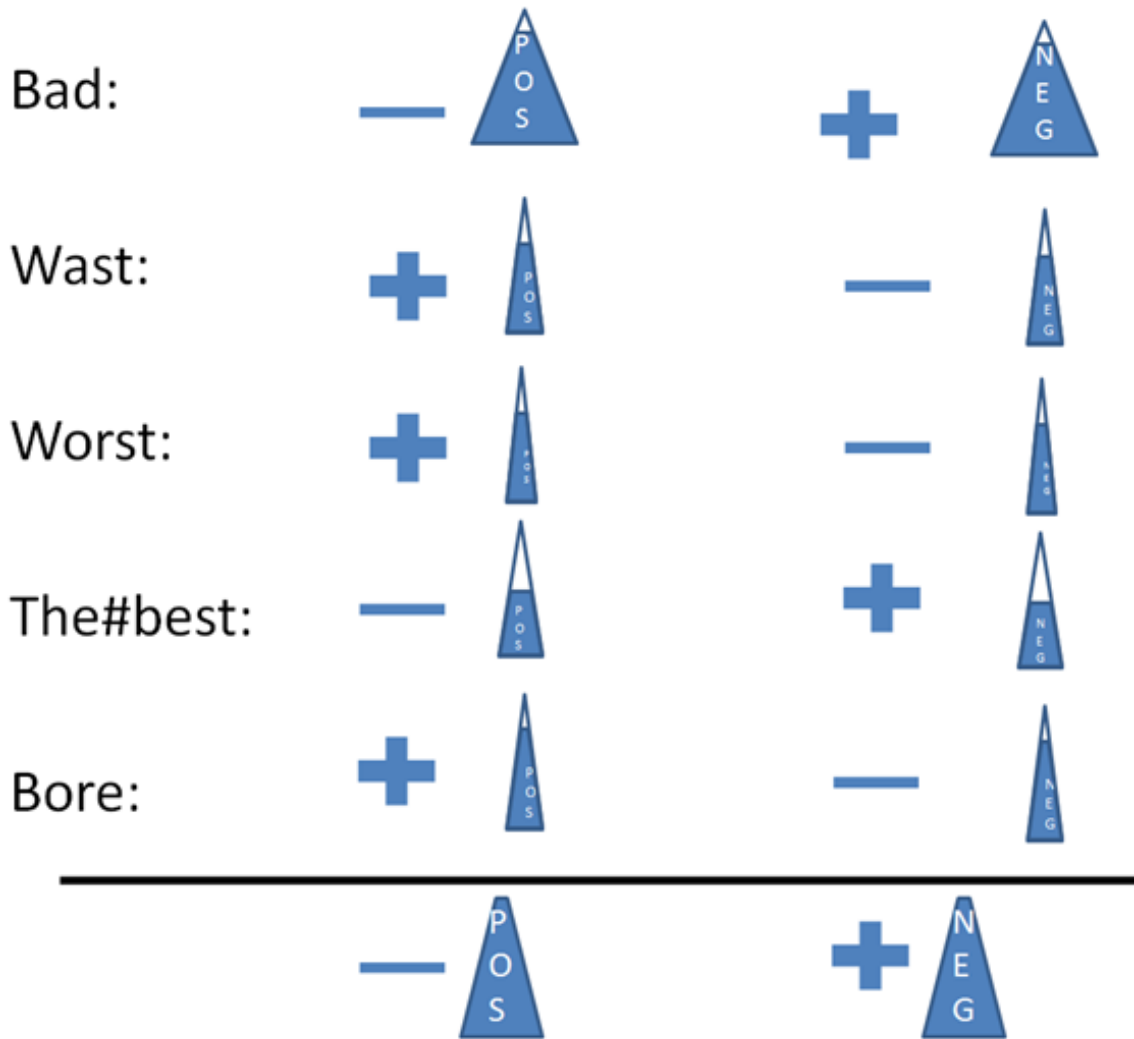 Bad: POS NEG
Wast: POS NEG
Worst: POS NEG
The#best: POS NEG
Bore: POS NEG
POS NEG